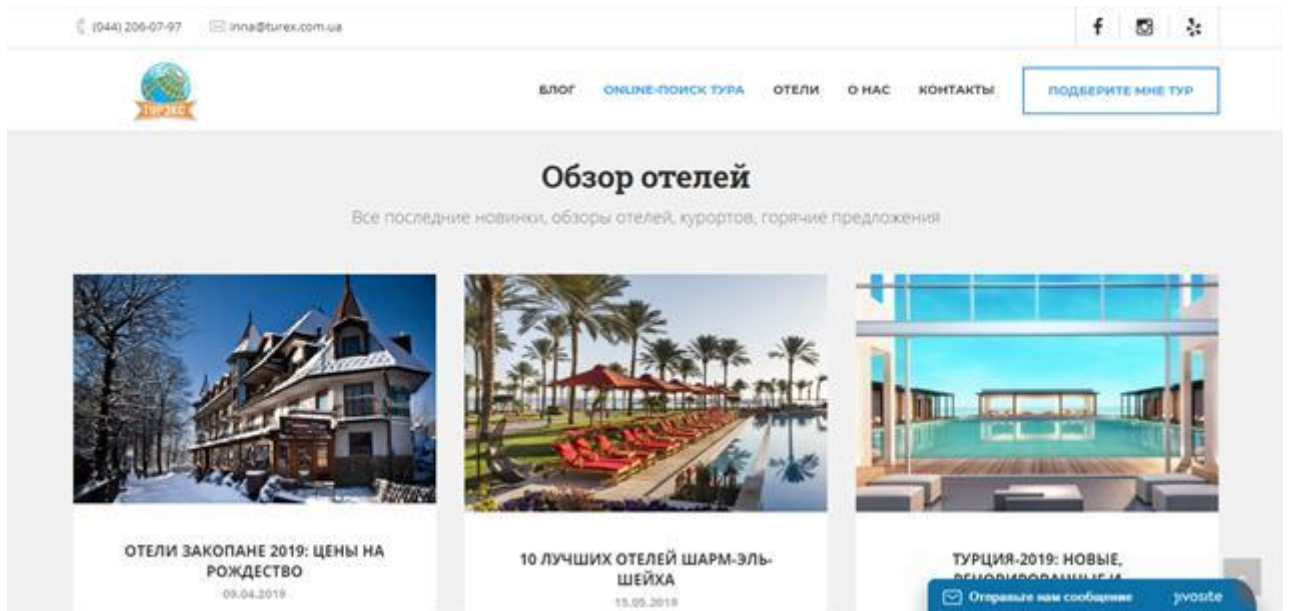 (044) 206-07-97 inna@turex.com.ua
ТУРЭКС
БЛОГ ONLINE-ПОИСК ТУРА ОТЕЛИ О НАС КОНТАКТЫ ПОДБЕРИТЕ МНЕ ТУР
Обзор отелей
Все последние новинки, обзоры отелей, курортов, горячие предложения
ОТЕЛИ ЗАКОПАНЕ 2019: ЦЕНЫ НА
РОЖДЕСТВО
09.04.2019
10 ЛУЧШИХ ОТЕЛЕЙ ШАРМ-ЭЛЬ-
ШЕЙХА
15.05.2019
ТУРЦИЯ-2019: НОВЫЕ,
РЕНОВИРОВАННЫЕ И
Отправьте нам сообщение jivosite